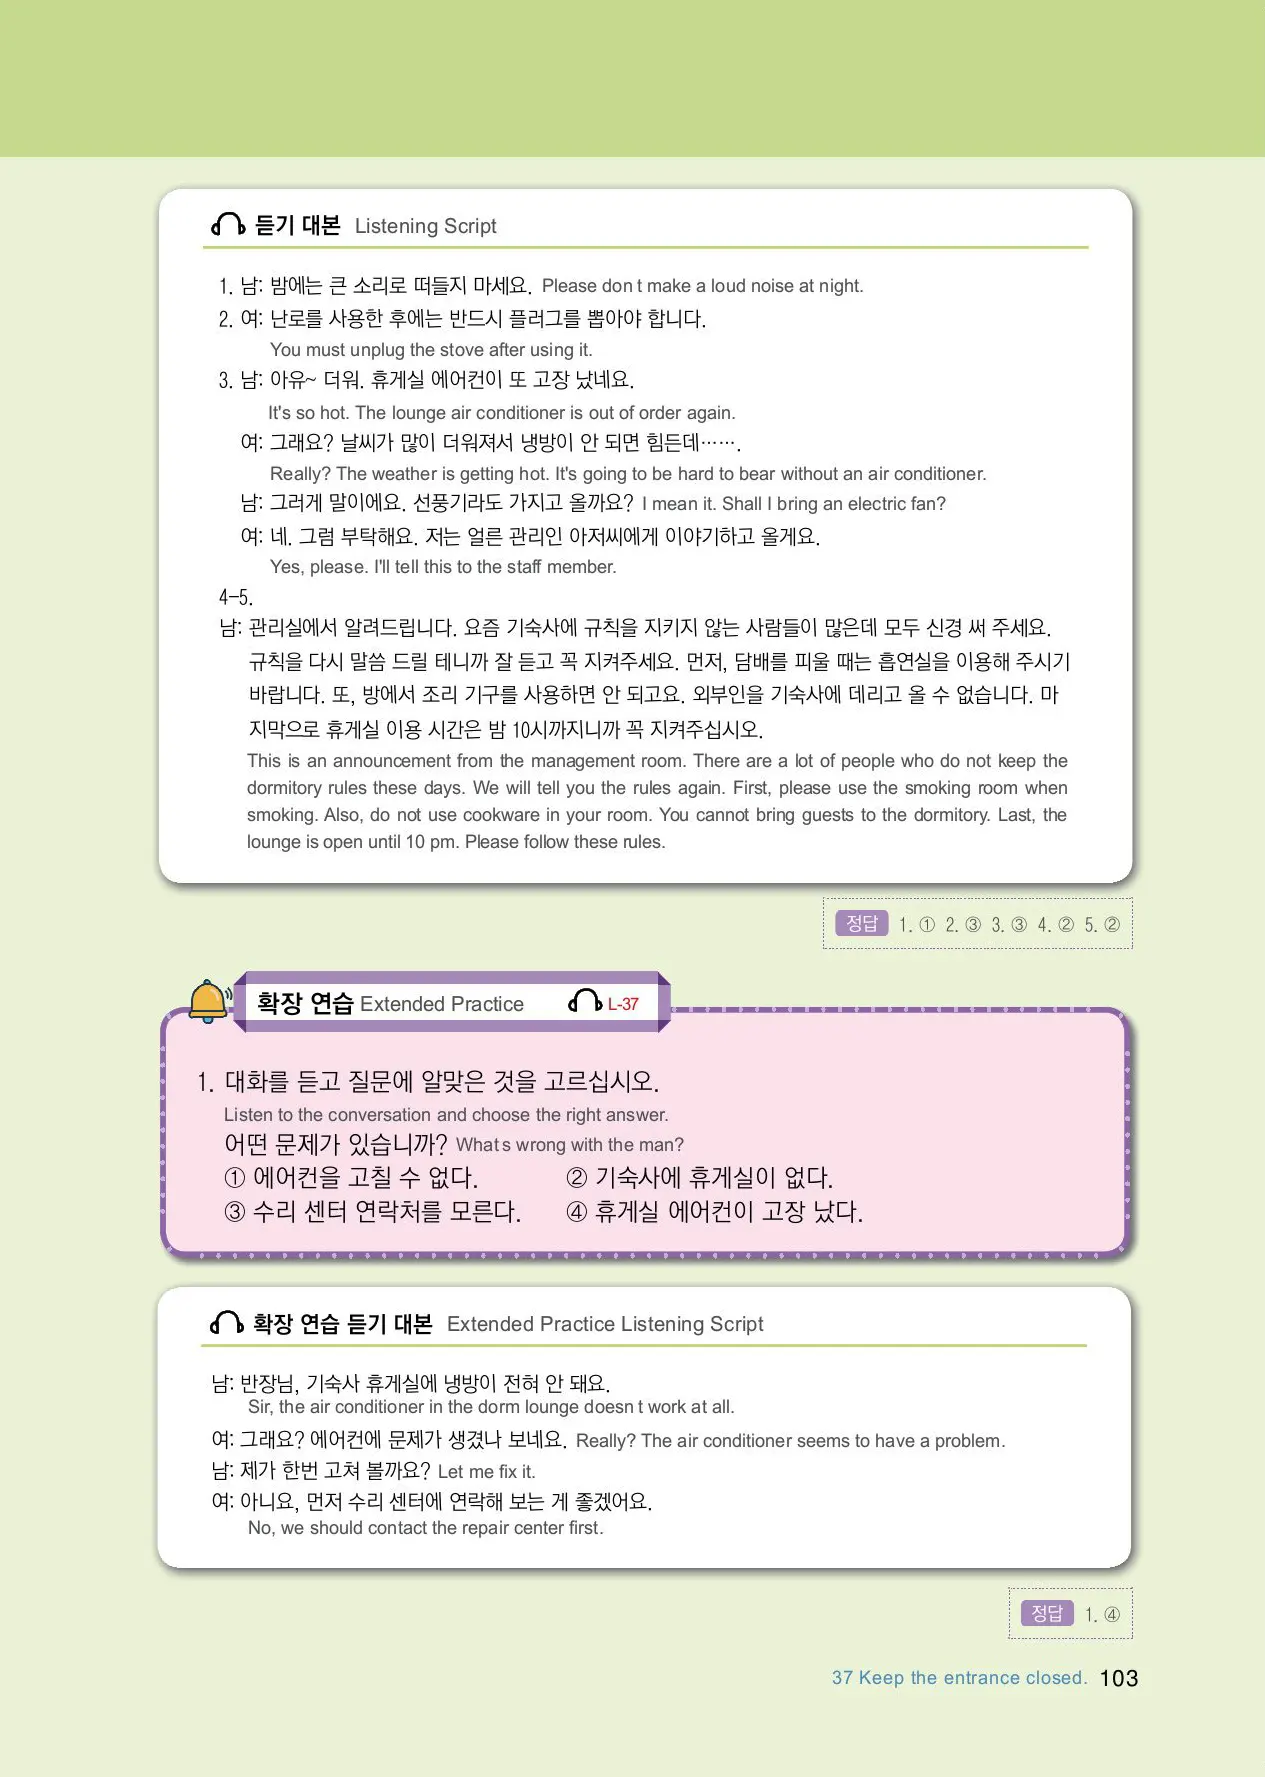 듣기 대본 Listening Script
1. 남: 밤에는 큰 소리로 떠들지 마세요. Please don t make a loud noise at night.
2. 여: 난로를 사용한 후에는 반드시 플러그를 뽑아야 합니다.
You must unplug the stove after using it.
3. 남: 아유~ 더워. 휴게실 에어컨이 또 고장 났네요.
It's so hot. The lounge air conditioner is out of order again.
여: 그래요? 날씨가 많이 더워져서 냉방이 안 되면 힘든데…….
Really? The weather is getting hot. It's going to be hard to bear without an air conditioner.
남: 그러게 말이에요. 선풍기라도 가지고 올까요? I mean it. Shall I bring an electric fan?
여: 네. 그럼 부탁해요. 저는 얼른 관리인 아저씨에게 이야기하고 올게요.
Yes, please. I'll tell this to the staff member.
4-5.
남: 관리실에서 알려드립니다. 요즘 기숙사에 규칙을 지키지 않는 사람들이 많은데 모두 신경 써 주세요.
규칙을 다시 말씀 드릴 테니까 잘 듣고 꼭 지켜주세요. 먼저, 담배를 피울 때는 흡연실을 이용해 주시기
바랍니다. 또, 방에서 조리 기구를 사용하면 안 되고요. 외부인을 기숙사에 데리고 올 수 없습니다. 마
지막으로 휴게실 이용 시간은 밤 10시까지니까 꼭 지켜주십시오.
This is an announcement from the management room. There are a lot of people who do not keep the
dormitory rules these days. We will tell you the rules again. First, please use the smoking room when
smoking. Also, do not use cookware in your room. You cannot bring guests to the dormitory. Last, the
lounge is open until 10 pm. Please follow these rules.
정답 1. ① 2. ③ 3. ③ 4. ② 5. ②
확장 연습 Extended Practice L-37
1. 대화를 듣고 질문에 알맞은 것을 고르십시오.
Listen to the conversation and choose the right answer.
어떤 문제가 있습니까? What s wrong with the man?
① 에어컨을 고칠 수 없다. ② 기숙사에 휴게실이 없다.
③ 수리 센터 연락처를 모른다. ④ 휴게실 에어컨이 고장 났다.
확장 연습 듣기 대본 Extended Practice Listening Script
남: 반장님, 기숙사 휴게실에 냉방이 전혀 안 돼요.
Sir, the air conditioner in the dorm lounge doesn t work at all.
여: 그래요? 에어컨에 문제가 생겼나 보네요. Really? The air conditioner seems to have a problem.
남: 제가 한번 고쳐 볼까요? Let me fix it.
여: 아니요, 먼저 수리 센터에 연락해 보는 게 좋겠어요.
No, we should contact the repair center first.
정답 1. ④
37 Keep the entrance closed. 103